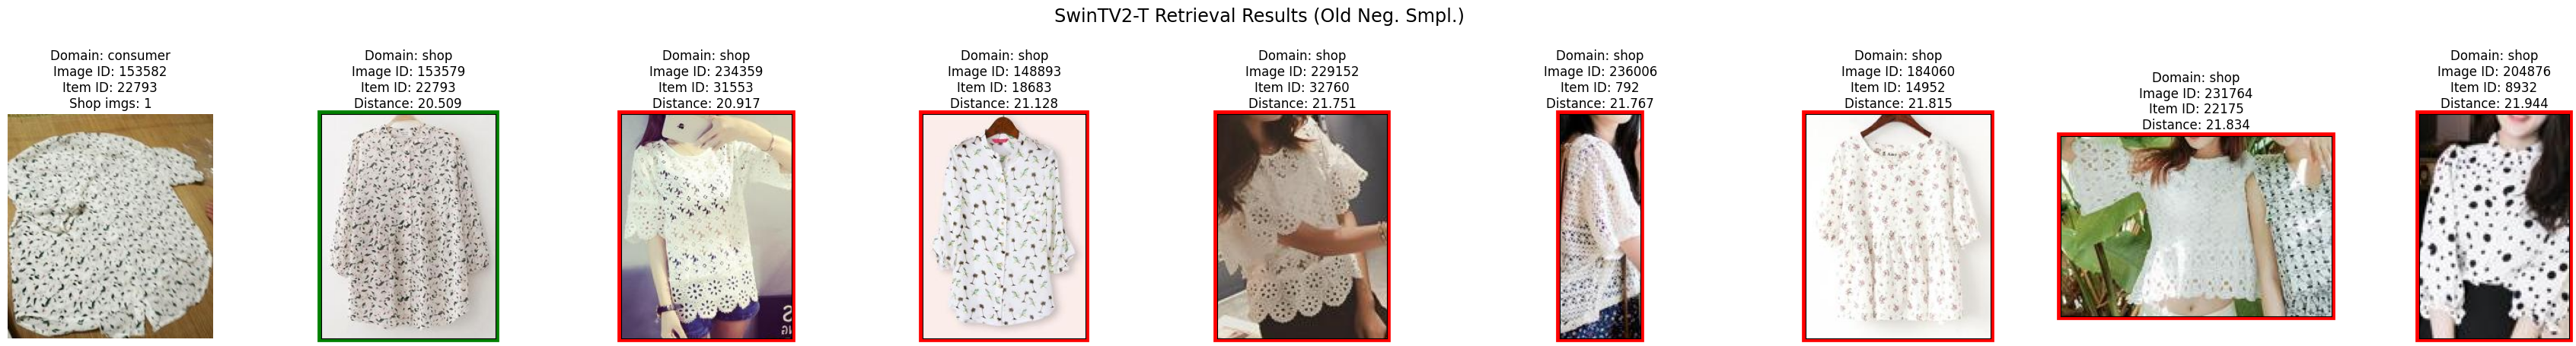 SwinTV2-T Retrieval Results (Old Neg. Smpl.)
Domain: consumer
Image ID: 153582
Item ID: 22793
Shop imgs: 1
Domain: shop
Image ID: 153579
Item ID: 22793
Distance: 20.509
Domain: shop
Image ID: 234359
Item ID: 31553
Distance: 20.917
Domain: shop
Image ID: 148893
Item ID: 18683
Distance: 21.128
Domain: shop
Image ID: 229152
Item ID: 32760
Distance: 21.751
Domain: shop
Image ID: 236006
Item ID: 792
Distance: 21.767
Domain: shop
Image ID: 184060
Item ID: 14952
Distance: 21.815
Domain: shop
Image ID: 231764
Item ID: 22175
Distance: 21.834
Domain: shop
Image ID: 204876
Item ID: 8932
Distance: 21.944